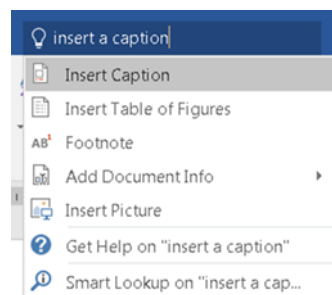 insert a caption
Insert Caption
Insert Table of Figures
AB¹ Footnote
Add Document Info
Insert Picture
Get Help on "insert a caption"
Smart Lookup on "insert a cap...